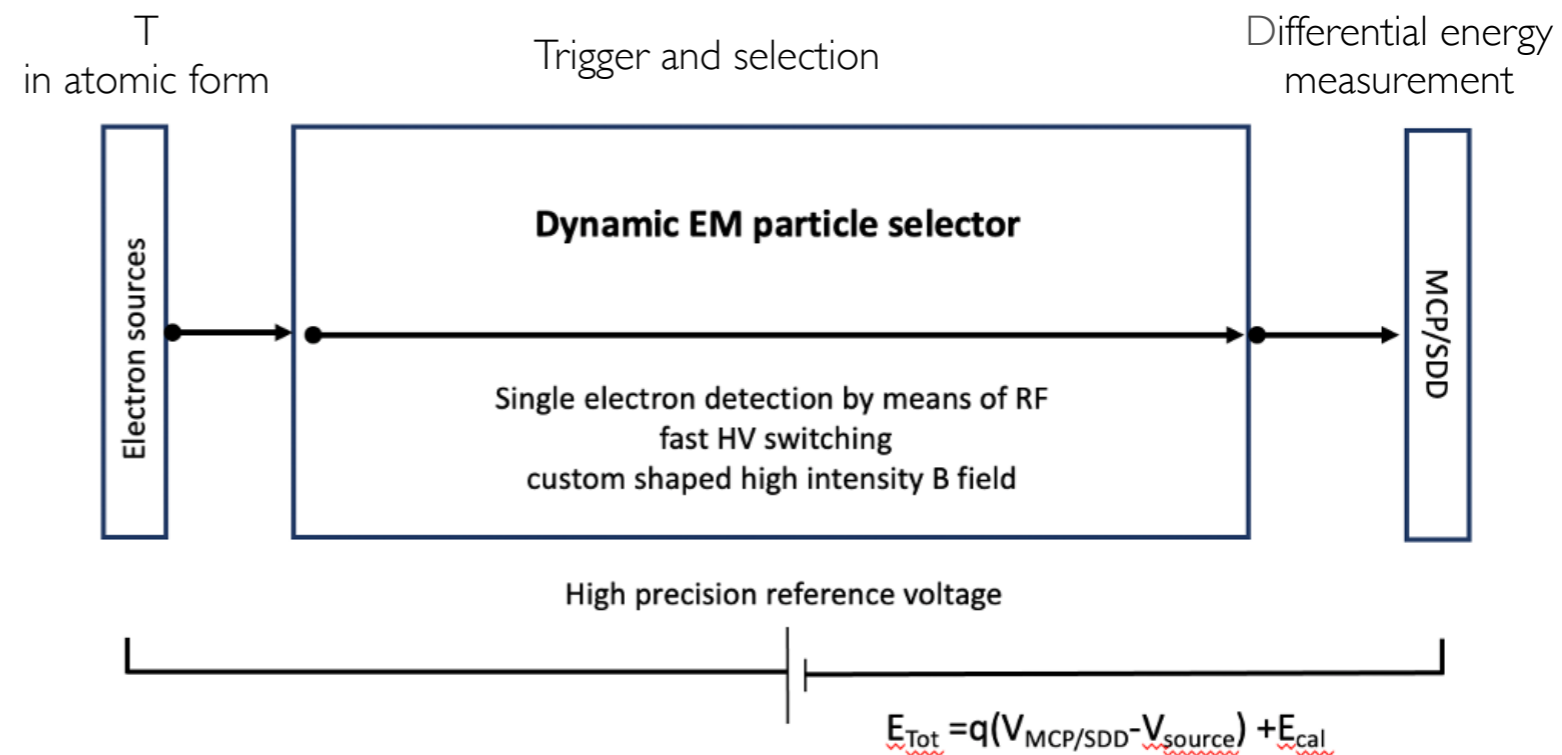 T
in atomic form
Trigger and selection
Differential energy
measurement
Electron sources
Dynamic EM particle selector
Single electron detection by means of RF
fast HV switching
custom shaped high intensity B field
MCP/SDD
High precision reference voltage
E_Tot =q(V_MCP/SDD-V_source) +E_cal